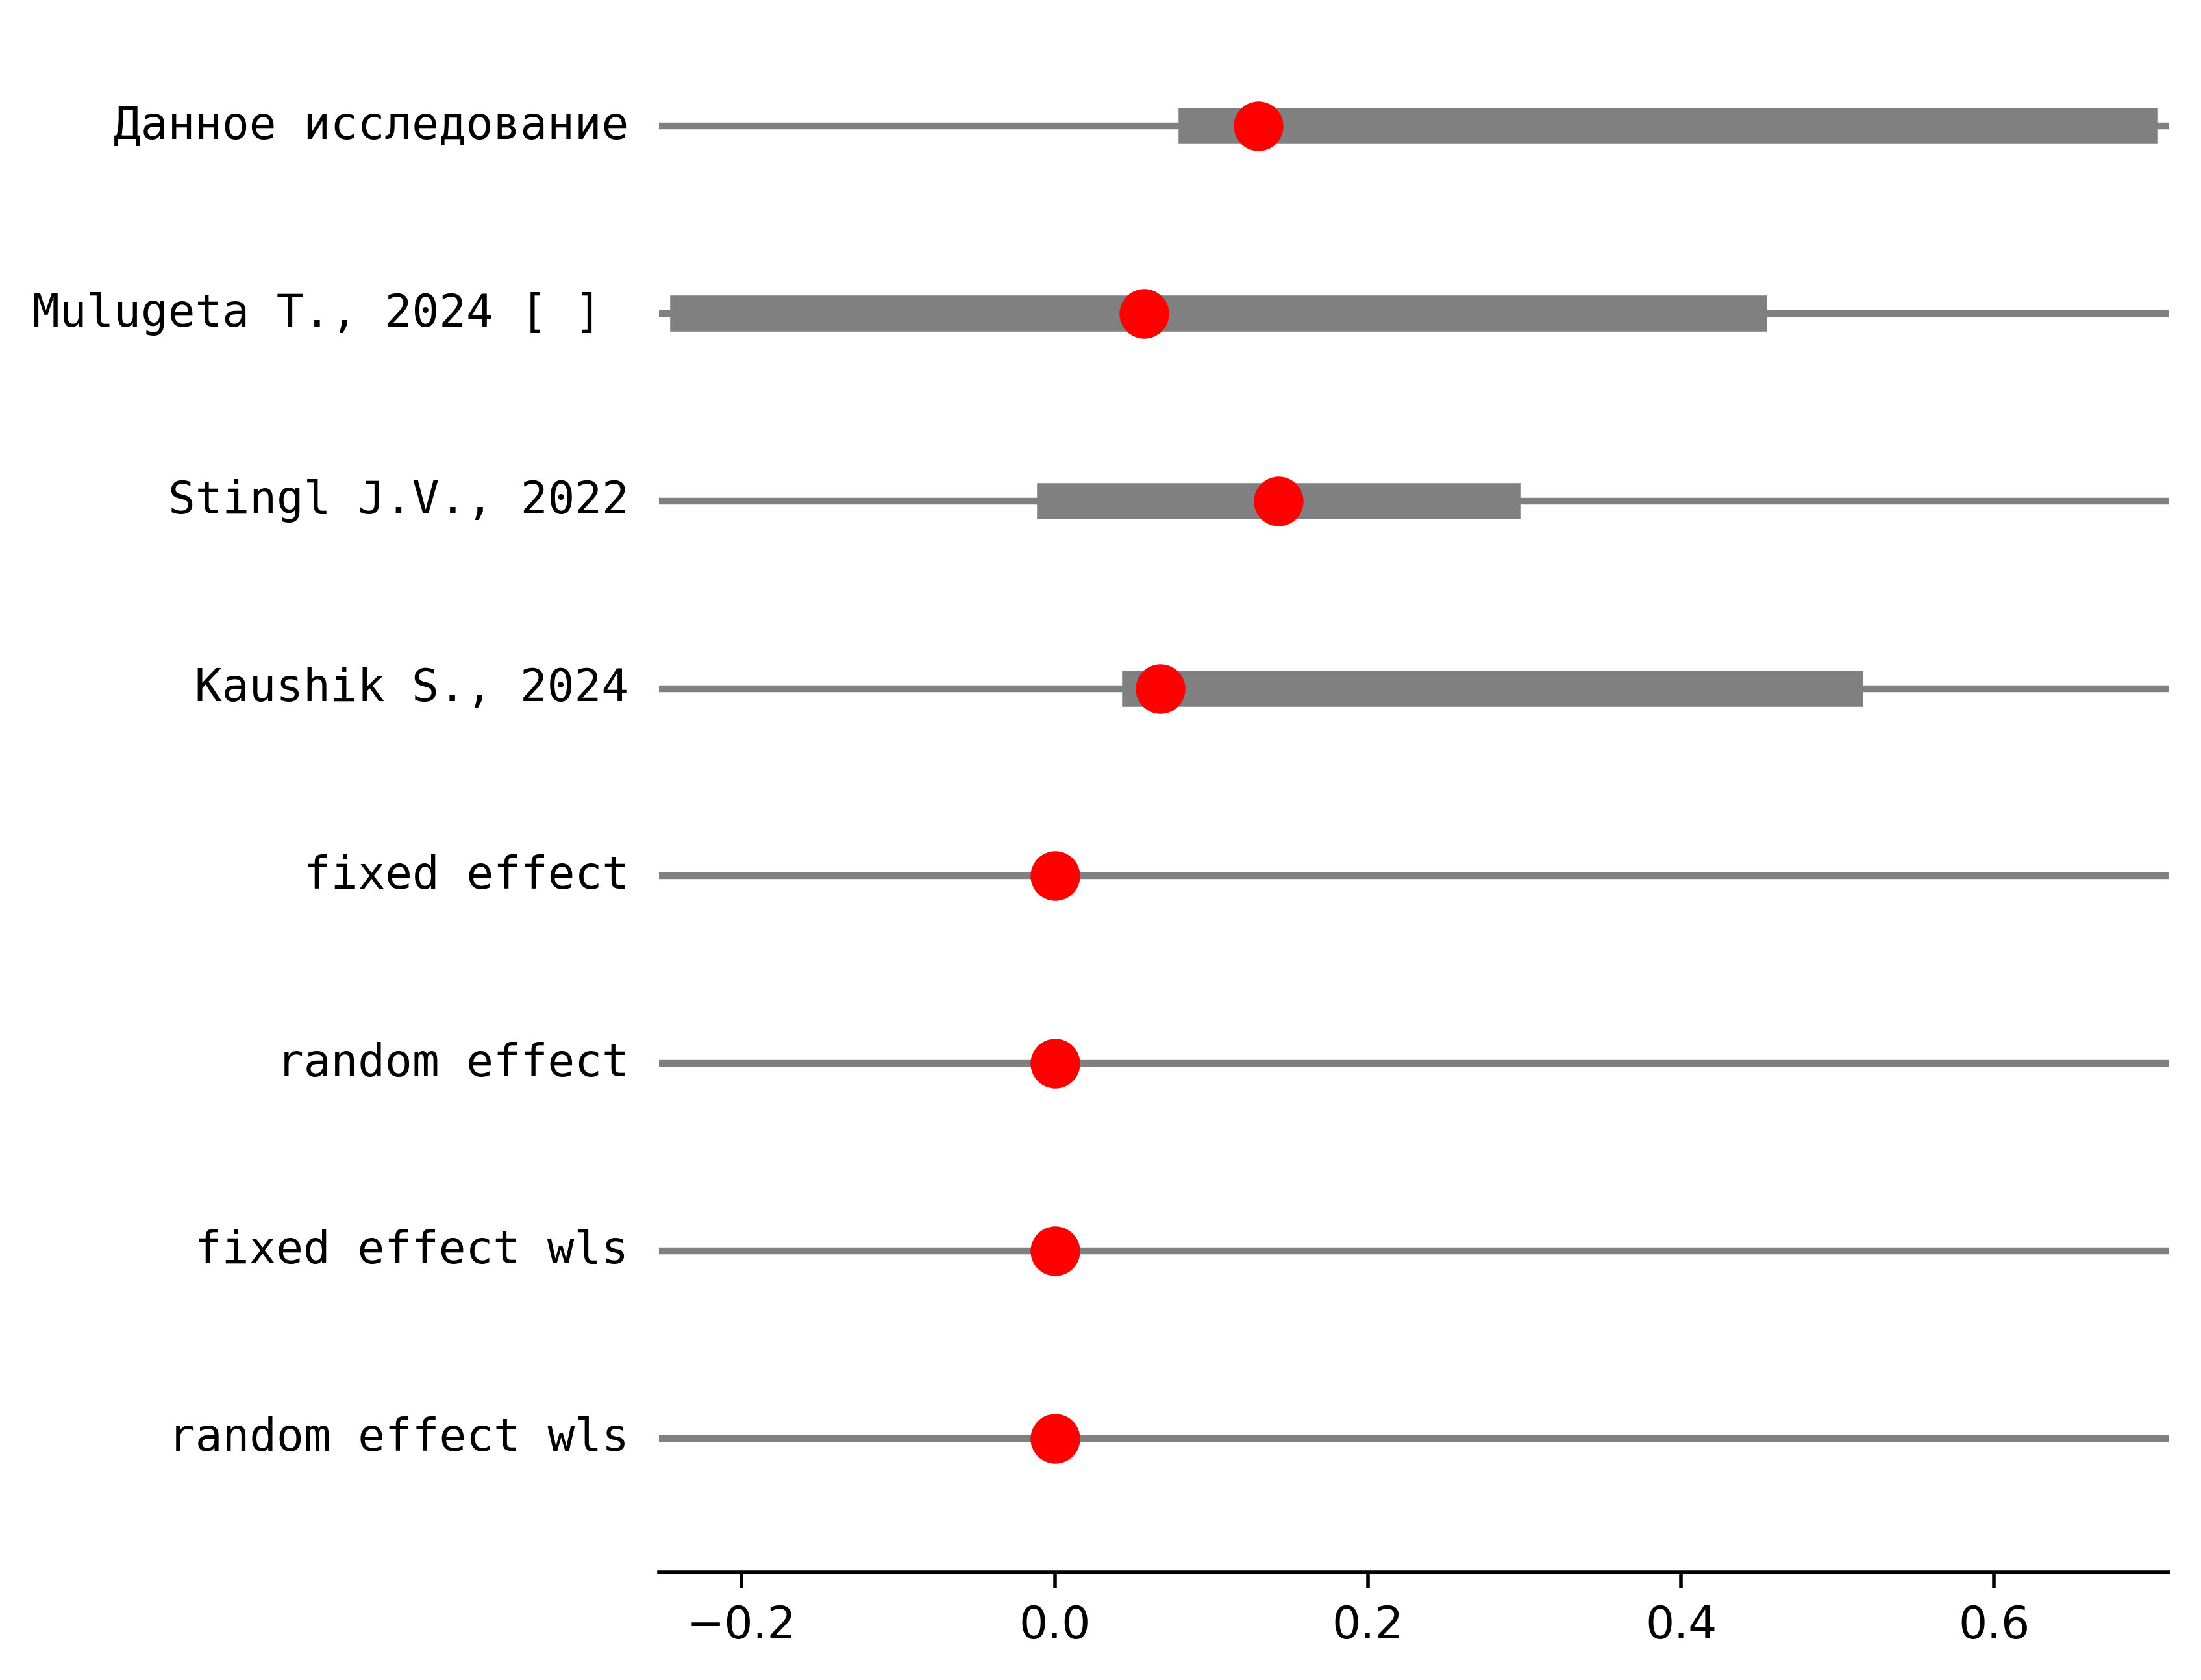 Данное исследование
Mulugeta T., 2024 [ ]
Stingl J.V., 2022
Kaushik S., 2024
fixed effect
random effect
fixed effect wls
random effect wls
−0.2 0.0 0.2 0.4 0.6